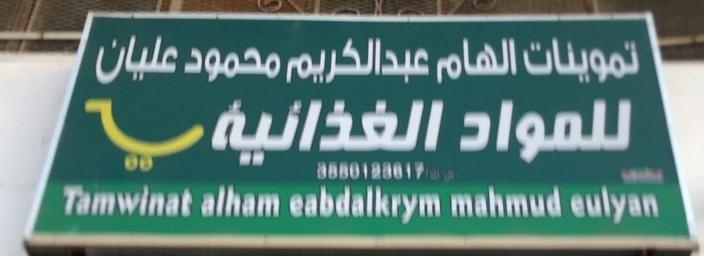 تموينات الهام عبدالكريم محمود عليان
للمواد الغذائية
3550123617
Tamwinat alham eabdalkrym mahmud eulyan